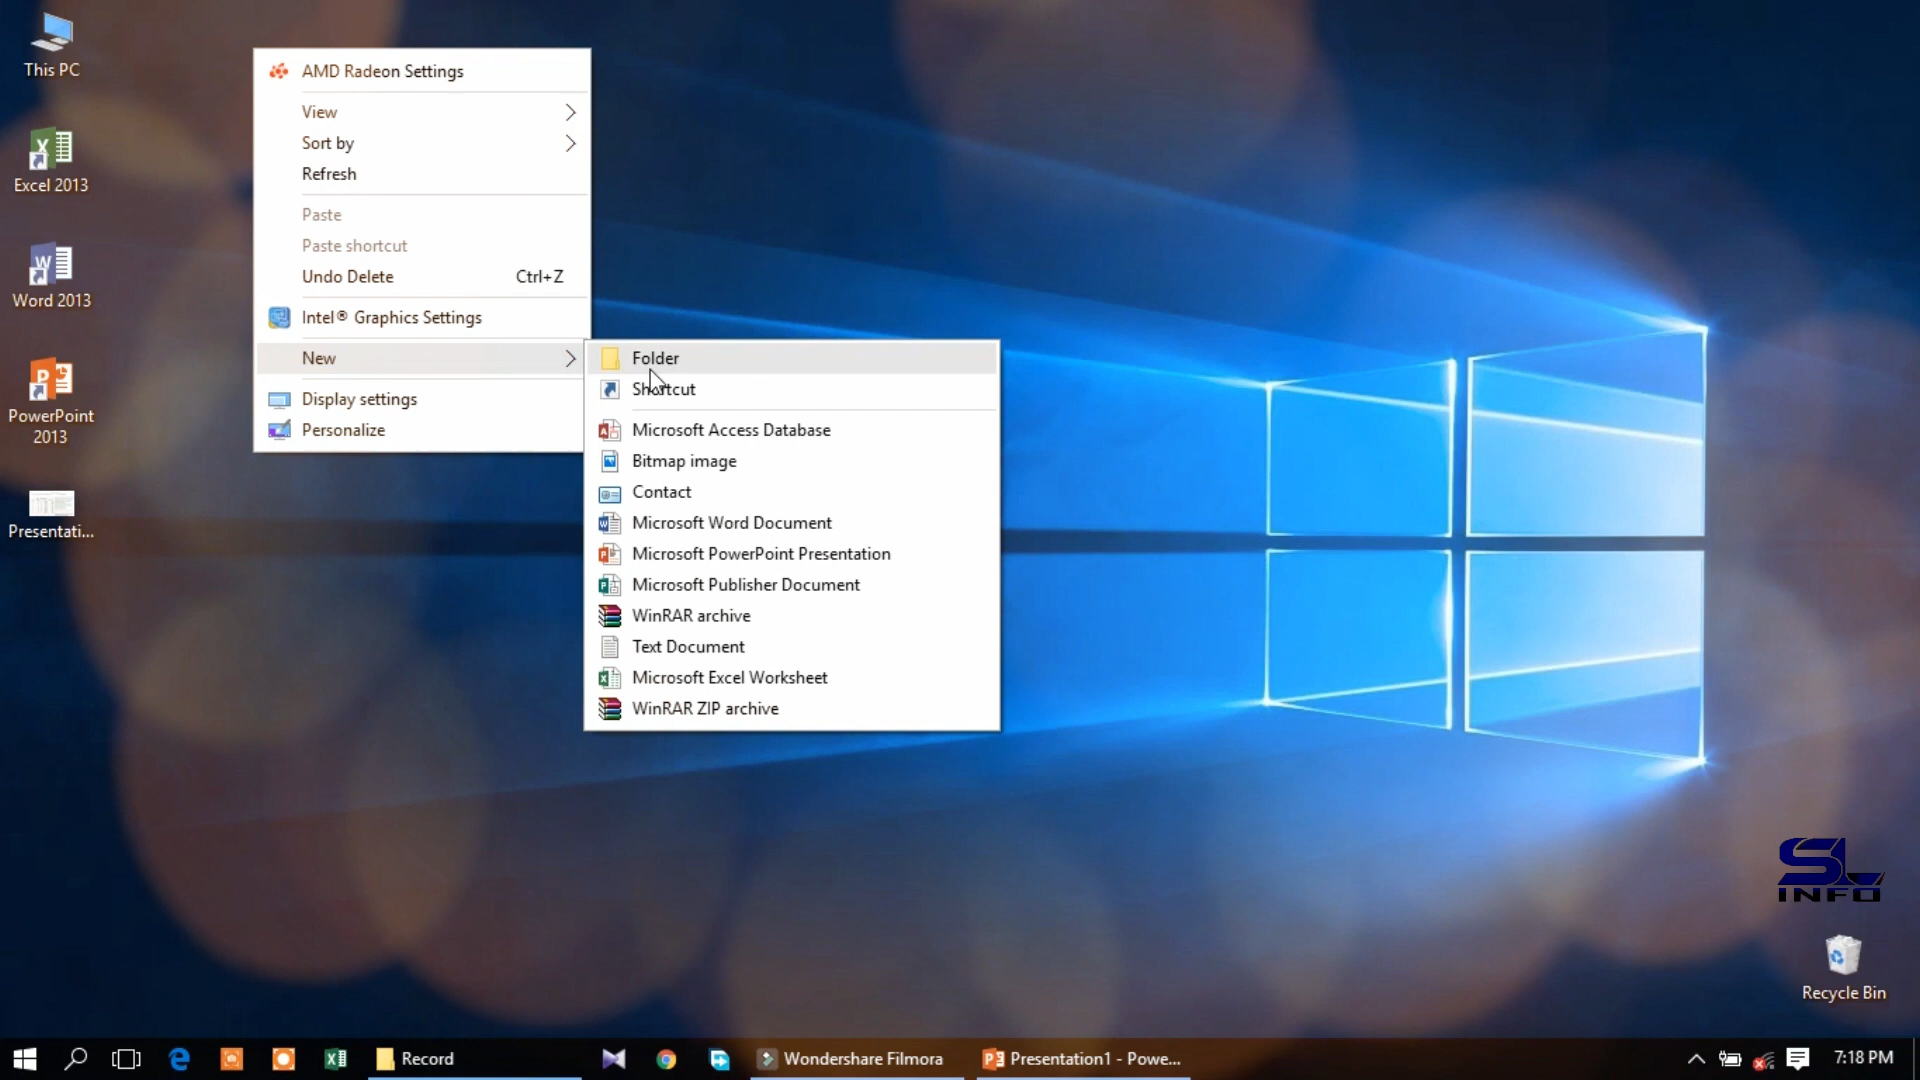 This PC
Excel 2013
Word 2013
PowerPoint
2013
Presentati...
AMD Radeon Settings
View
Sort by
Refresh
Paste
Paste shortcut
Undo Delete Ctrl+Z
Intel® Graphics Settings
New
Display settings
Personalize
Folder
Shortcut
Microsoft Access Database
Bitmap image
Contact
Microsoft Word Document
Microsoft PowerPoint Presentation
Microsoft Publisher Document
WinRAR archive
Text Document
Microsoft Excel Worksheet
WinRAR ZIP archive
SL
INFO
Recycle Bin
Record
Wondershare Filmora
Presentation1 - Powe...
7:18 PM